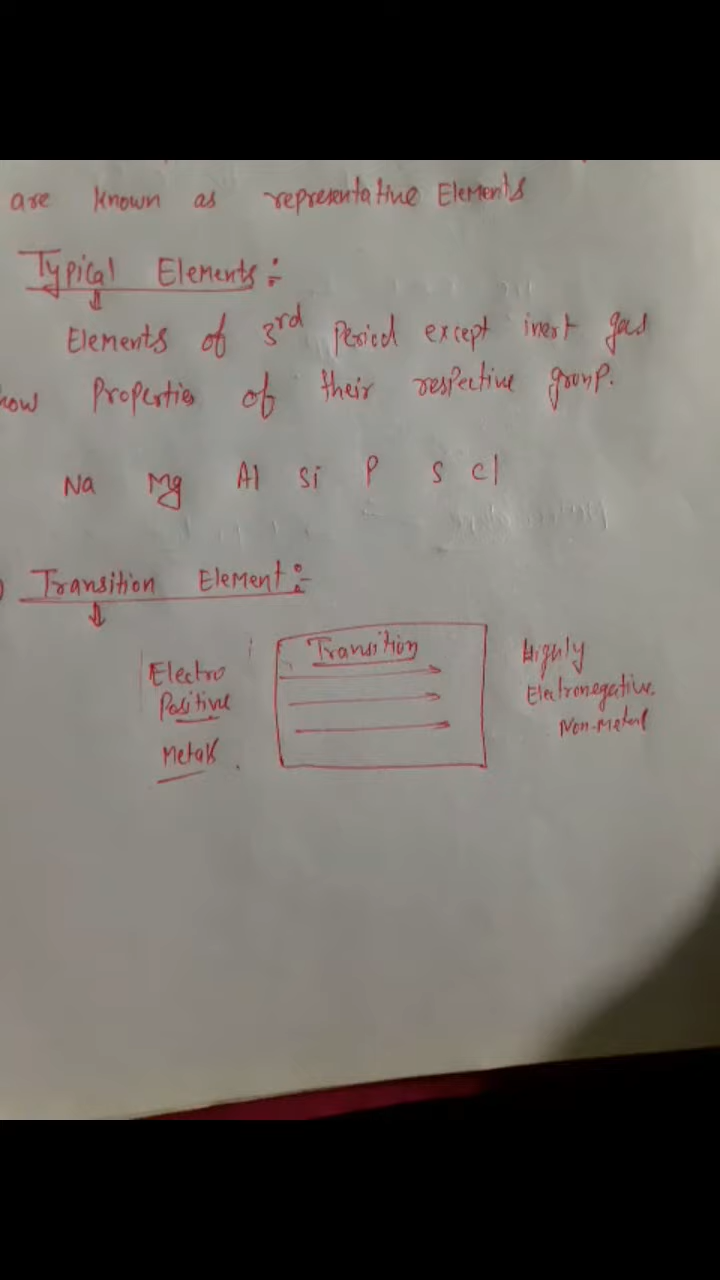 are known as representative Elements
Typical Elements :-
Elements of 3rd Period except inert gas
how Properties of their respective group.
Na Mg Al Si P S Cl
) Transition Element :-
Transition
Electro
Positive
Metals
Highly
Electronegative.
Non-Metal